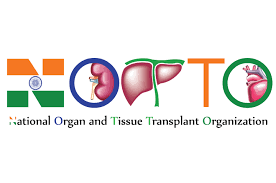 NOTTO
National Organ and Tissue Transplant Organization